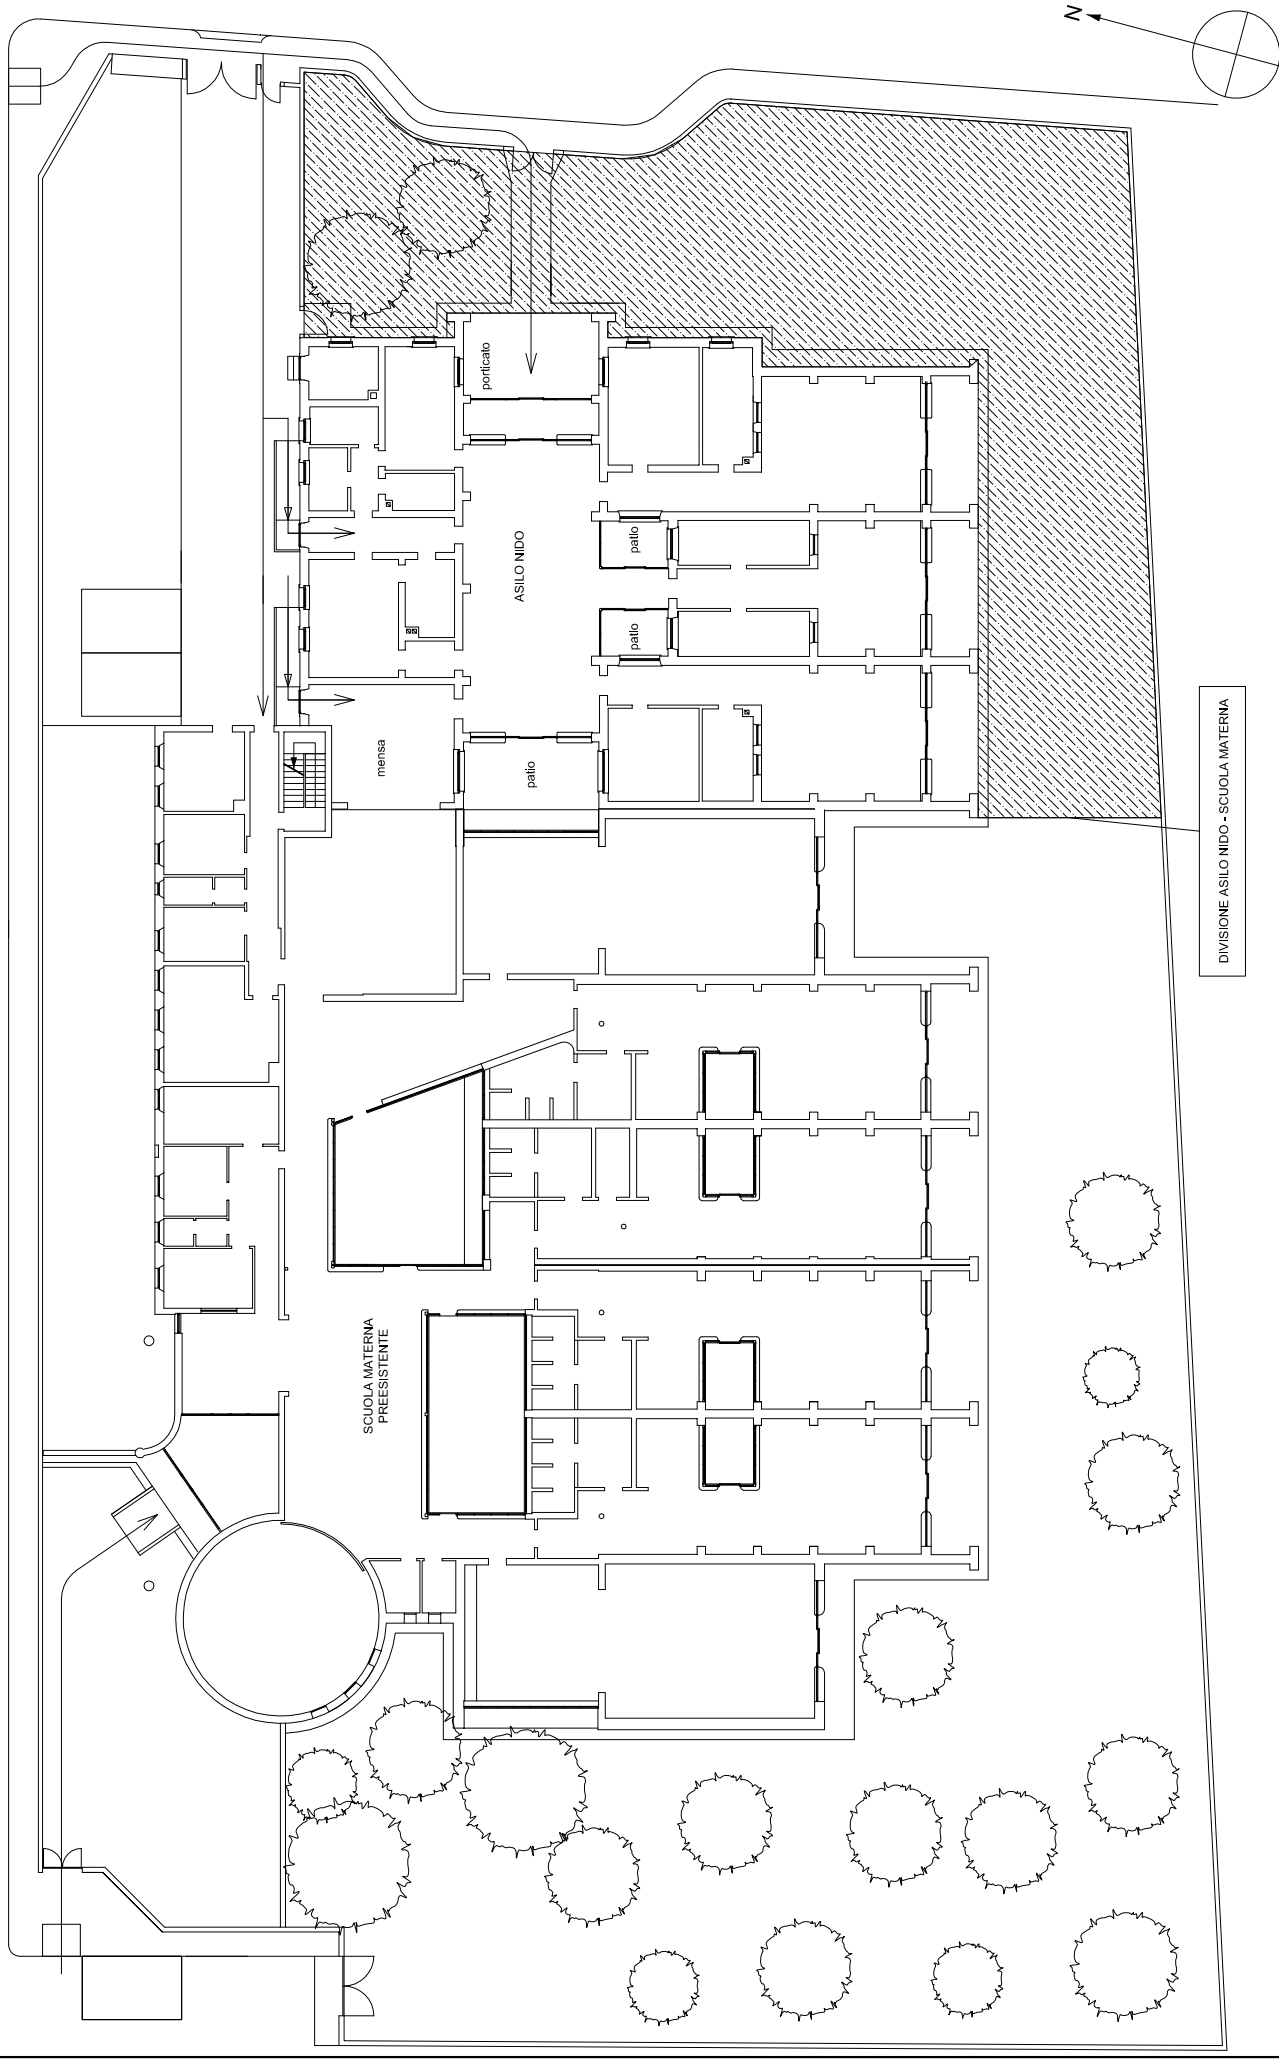 N
porticato
ASILO NIDO
patio
patio
mensa
patio
DIVISIONE ASILO NIDO - SCUOLA MATERNA
SCUOLA MATERNA
PREESISTENTE